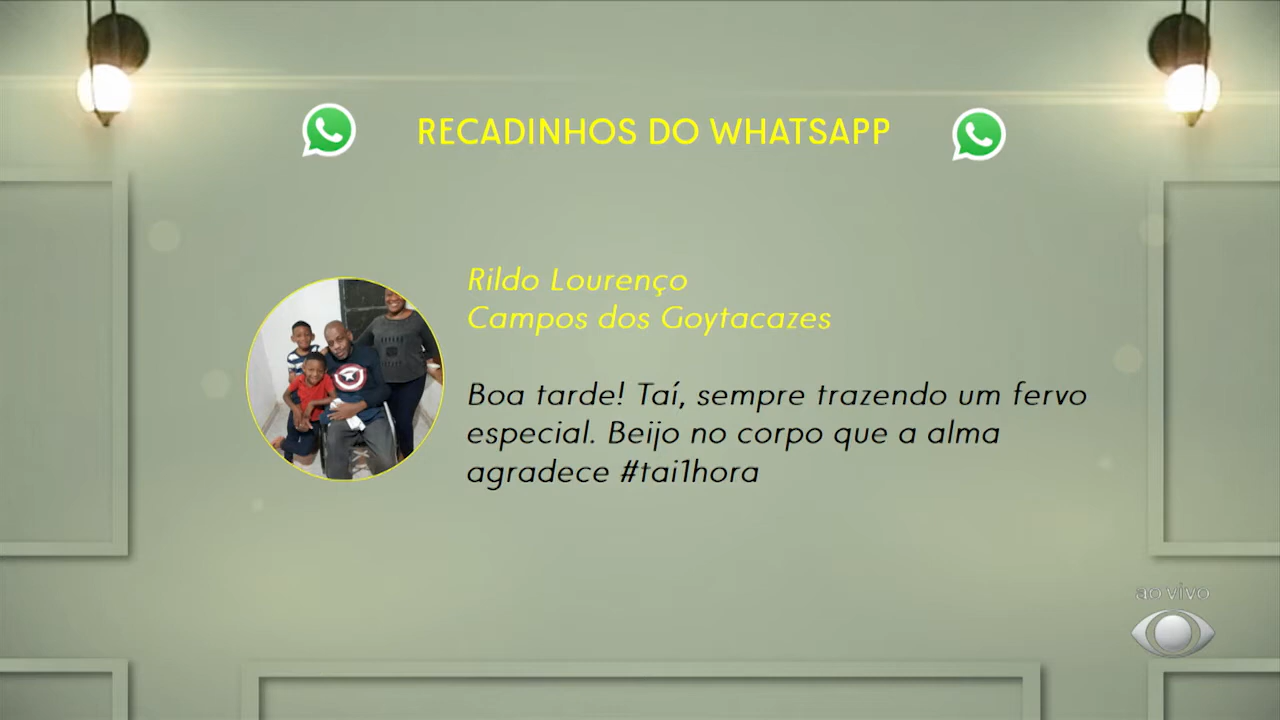 RECADINHOS DO WHATSAPP
Rildo Lourenço
Campos dos Goytacazes
Boa tarde! Taí, sempre trazendo um fervo
especial. Beijo no corpo que a alma
agradece #tai1hora
ao vivo